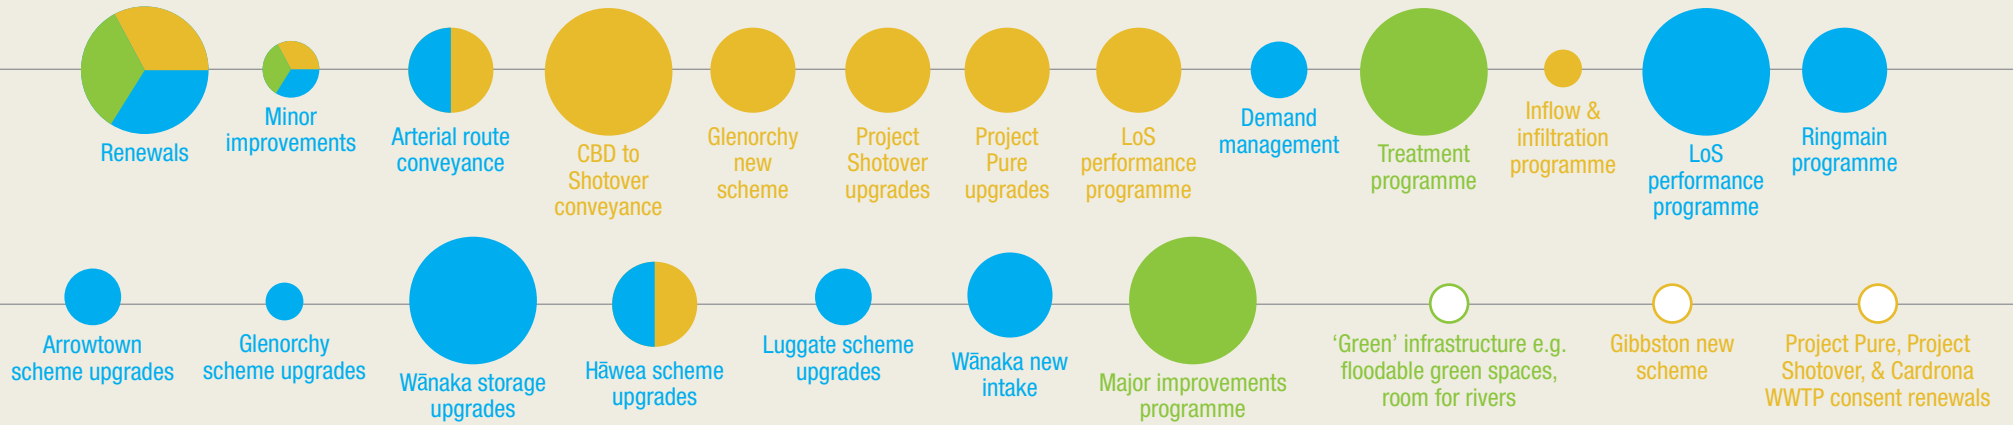 Renewals
Minor
improvements
Arterial route
conveyance
CBD to
Shotover
conveyance
Glenorchy
new
scheme
Project
Shotover
upgrades
Project
Pure
upgrades
LoS
performance
programme
Demand
management
Treatment
programme
Inflow &
infiltration
programme
LoS
performance
programme
Ringmain
programme
Arrowtown
scheme upgrades
Glenorchy
scheme upgrades
Wānaka storage
upgrades
Hāwea scheme
upgrades
Luggate scheme
upgrades
Wānaka new
intake
Major improvements
programme
‘Green’ infrastructure e.g.
floodable green spaces,
room for rivers
Gibbston new
scheme
Project Pure, Project
Shotover, & Cardrona
WWTP consent renewals